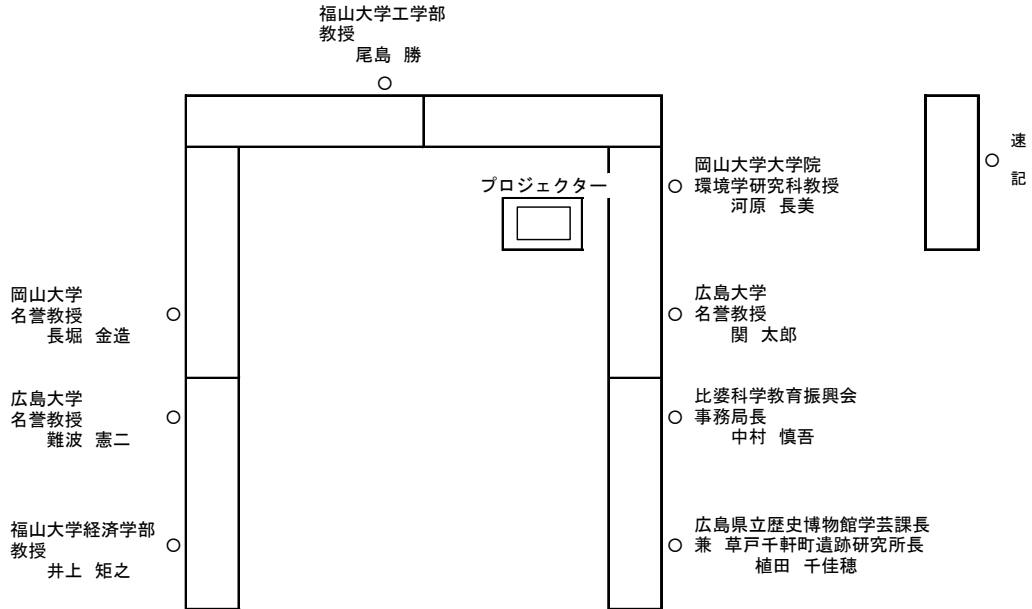 福山大学工学部
教授
尾島 勝
速
記
岡山大学大学院
環境学研究科教授
河原 長美
プロジェクター
岡山大学
名誉教授
長堀 金造
広島大学
名誉教授
関 太郎
広島大学
名誉教授
難波 憲二
比婆科学教育振興会
事務局長
中村 慎吾
福山大学経済学部
教授
井上 矩之
広島県立歴史博物館学芸課長
兼 草戸千軒町遺跡研究所長
植田 千佳穂